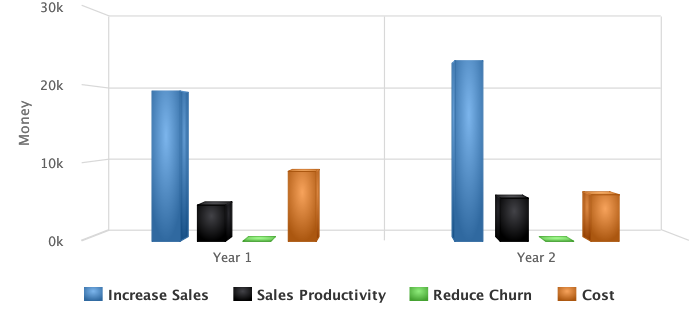 30k
20k
10k
0k
Money
Year 1
Year 2
Increase Sales
Sales Productivity
Reduce Churn
Cost